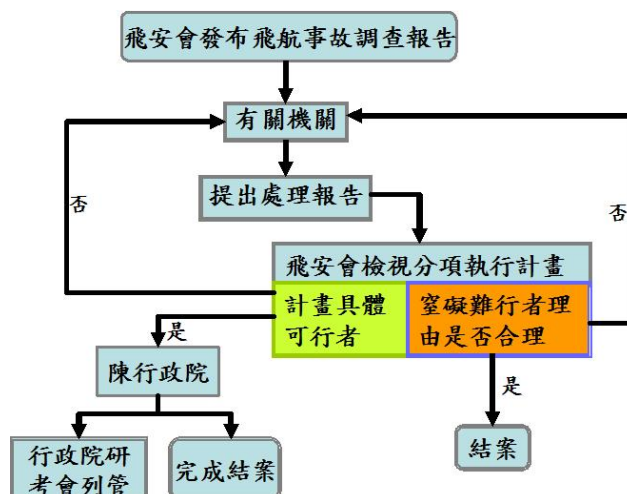 飛安會發布飛航事故調查報告
有關機關
提出處理報告
否
否
飛安會檢視分項執行計畫
計畫具體
可行者
窒礙難行者理
由是否合理
是
陳行政院
是
行政院研
考會列管
完成結案
結案